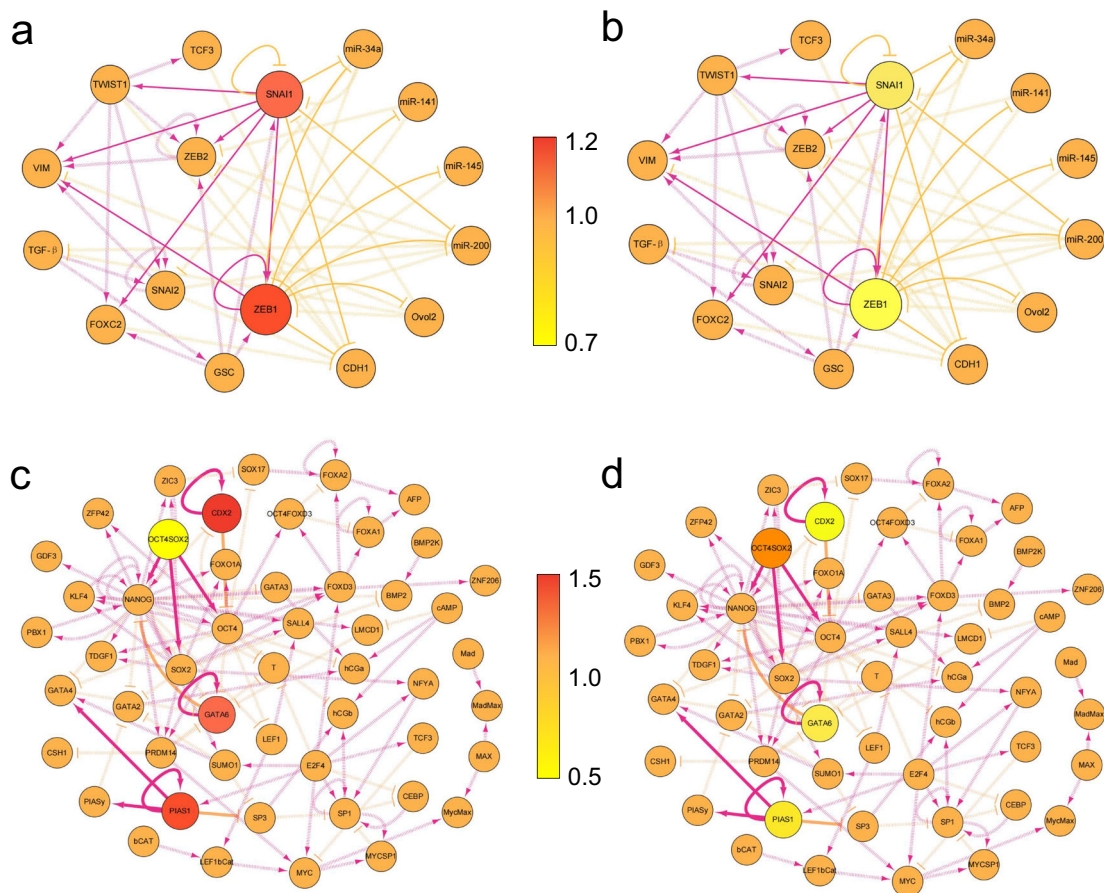 a
TCF3
miR-34a
TWIST1
SNAI1
miR-141
VIM
ZEB2
miR-145
TGF-β
miR-200
SNAI2
ZEB1
Ovol2
FOXC2
GSC
CDH1
1.2
1.0
0.7
b
TCF3
miR-34a
TWIST1
SNAI1
miR-141
VIM
ZEB2
miR-145
TGF-β
miR-200
SNAI2
ZEB1
Ovol2
FOXC2
GSC
CDH1
c
SOX17
FOXA2
ZIC3
AFP
ZFP42
CDX2
OCT4FOXD3
FOXA1
OCT4SOX2
BMP2K
GDF3
FOXO1A
KLF4
NANOG
GATA3
FOXD3
BMP2
ZNF206
cAMP
PBX1
OCT4
SALL4
LMCD1
TDGF1
SOX2
T
hCGa
Mad
GATA4
NFYA
GATA2
GATA6
hCGb
MadMax
CSH1
PRDM14
LEF1
TCF3
SUMO1
E2F4
MAX
PIASy
PIAS1
SP3
SP1
CEBP
MycMax
bCAT
LEF1bCat
MYC
MYCSP1
1.5
1.0
0.5
d
SOX17
FOXA2
ZIC3
AFP
ZFP42
CDX2
OCT4FOXD3
FOXA1
OCT4SOX2
BMP2K
GDF3
FOXO1A
KLF4
NANOG
GATA3
FOXD3
BMP2
ZNF206
cAMP
PBX1
OCT4
SALL4
LMCD1
TDGF1
SOX2
T
hCGa
Mad
GATA4
NFYA
GATA2
GATA6
hCGb
MadMax
CSH1
PRDM14
LEF1
TCF3
SUMO1
E2F4
MAX
PIASy
PIAS1
SP3
SP1
CEBP
MycMax
bCAT
LEF1bCat
MYC
MYCSP1